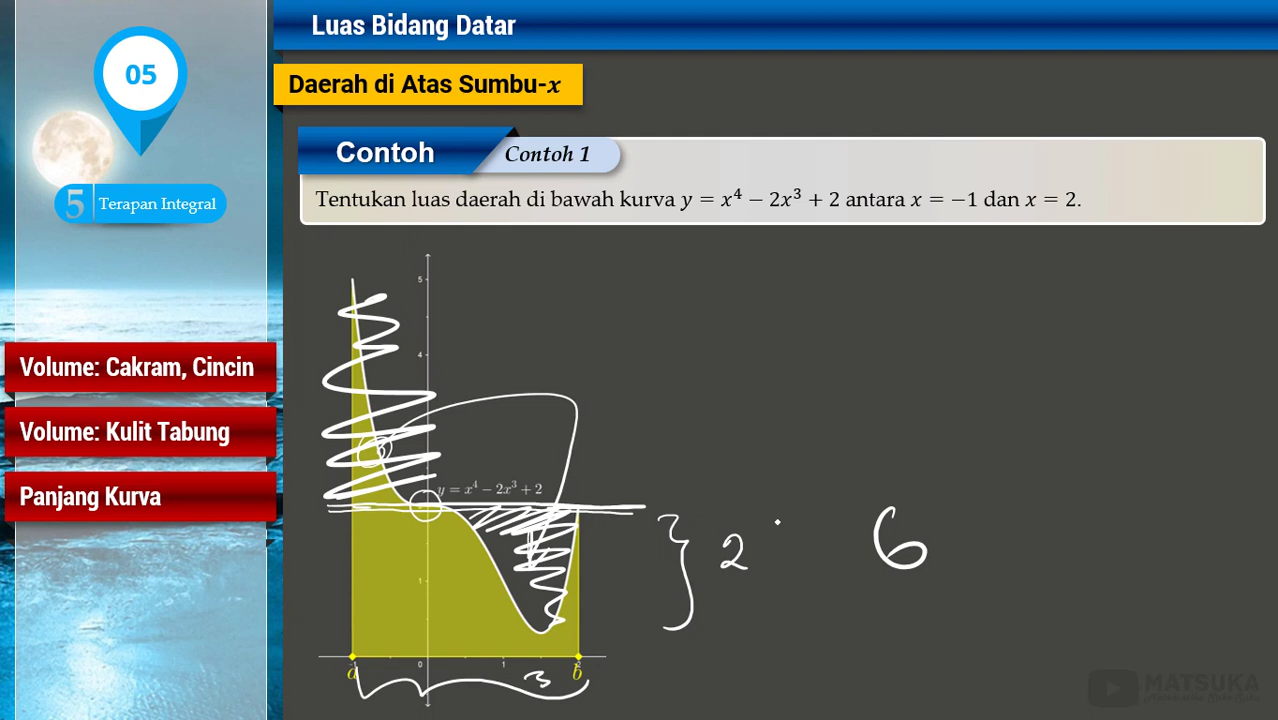 Luas Bidang Datar
05
Daerah di Atas Sumbu-x
Contoh
Contoh 1
5
Terapan Integral
Tentukan luas daerah di bawah kurva y = x⁴ − 2x³ + 2 antara x = −1 dan x = 2.
Volume: Cakram, Cincin
Volume: Kulit Tabung
Panjang Kurva
5
4
y = x⁴ − 2x³ + 2
1
2
6
0
1
3
a
b
MATSUKA